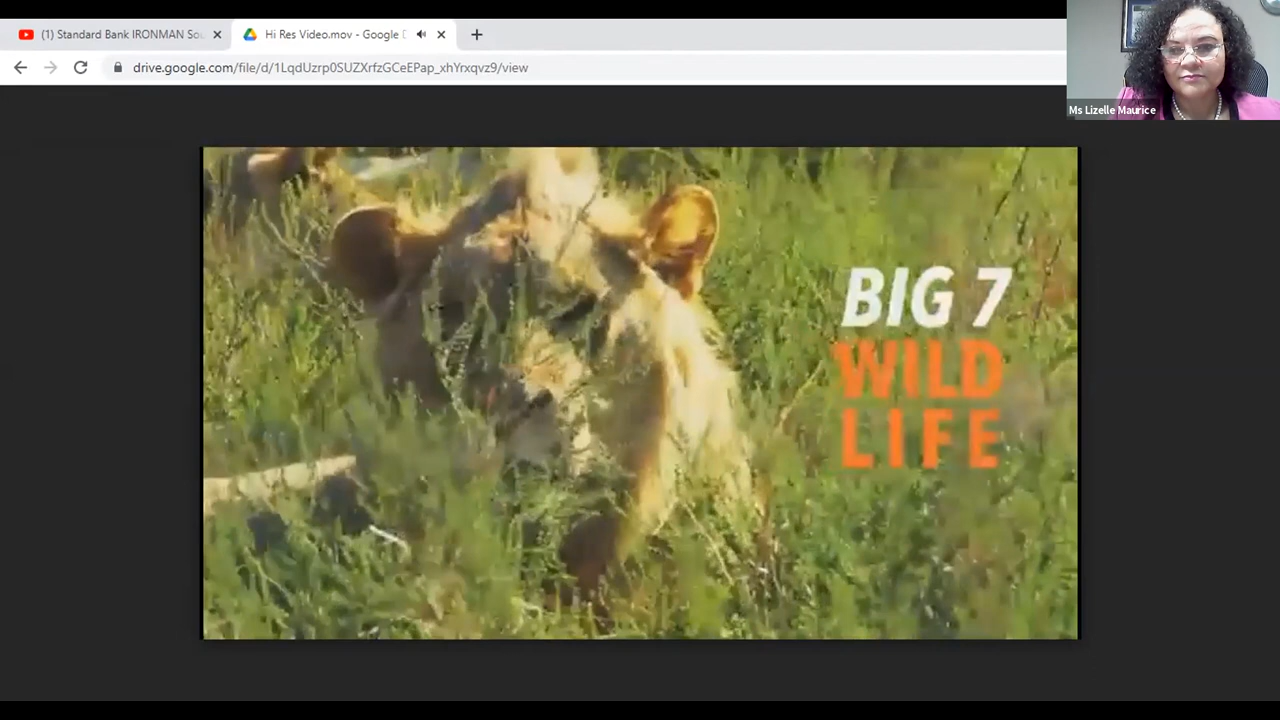 (1) Standard Bank IRONMAN Sou
Hi Res Video.mov - Google D
drive.google.com/file/d/1LqdUzrp0SUZXrfzGCeEPap_xhYrxqvz9/view
Ms Lizelle Maurice
BIG 7
WILD
LIFE